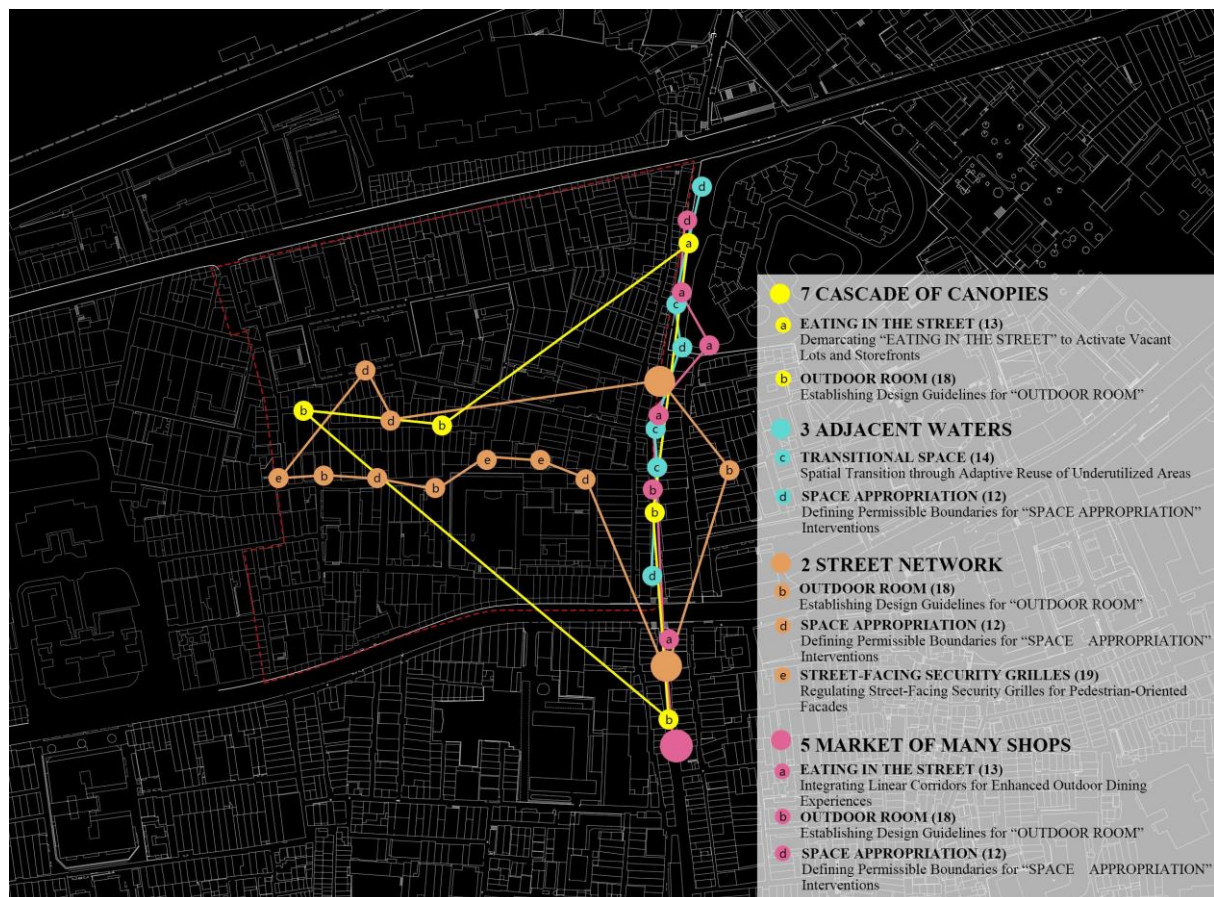 d
d
a
a
c
d
a
d
b
d
b
a
c
c
b
e
b
d
b
e
e
d
b
b
d
a
b
7 CASCADE OF CANOPIES
a EATING IN THE STREET (13)
Demarcating “EATING IN THE STREET” to Activate Vacant
Lots and Storefronts
b OUTDOOR ROOM (18)
Establishing Design Guidelines for “OUTDOOR ROOM”
3 ADJACENT WATERS
c TRANSITIONAL SPACE (14)
Spatial Transition through Adaptive Reuse of Underutilized Areas
d SPACE APPROPRIATION (12)
Defining Permissible Boundaries for “SPACE APPROPRIATION”
Interventions
2 STREET NETWORK
b OUTDOOR ROOM (18)
Establishing Design Guidelines for “OUTDOOR ROOM”
d SPACE APPROPRIATION (12)
Defining Permissible Boundaries for “SPACE APPROPRIATION”
Interventions
e STREET-FACING SECURITY GRILLES (19)
Regulating Street-Facing Security Grilles for Pedestrian-Oriented
Facades
5 MARKET OF MANY SHOPS
a EATING IN THE STREET (13)
Integrating Linear Corridors for Enhanced Outdoor Dining
Experiences
b OUTDOOR ROOM (18)
Establishing Design Guidelines for “OUTDOOR ROOM”
d SPACE APPROPRIATION (12)
Defining Permissible Boundaries for “SPACE APPROPRIATION”
Interventions